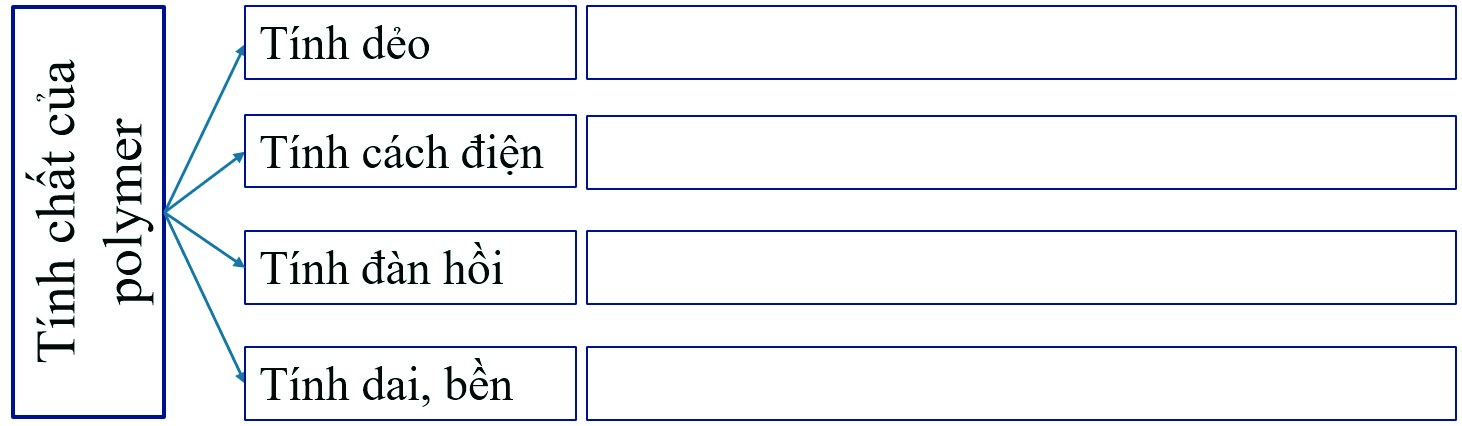 Tính chất của
polymer
Tính dẻo
Tính cách điện
Tính đàn hồi
Tính dai, bền